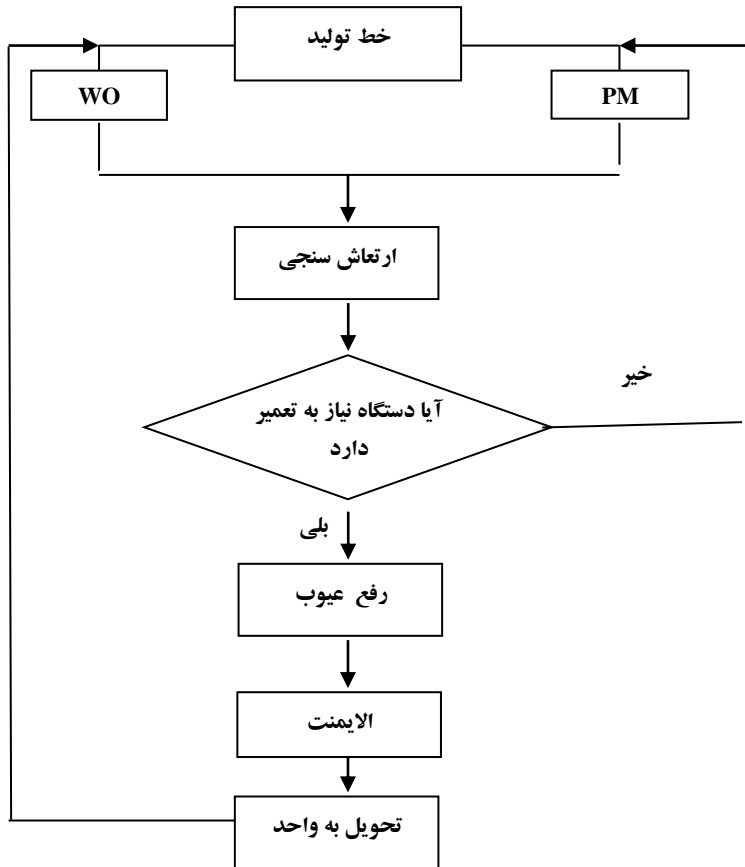 خط تولید
WO
PM
ارتعاش سنجی
آیا دستگاه نیاز به تعمیر
دارد
خیر
بلی
رفع عیوب
الایمنت
تحویل به واحد